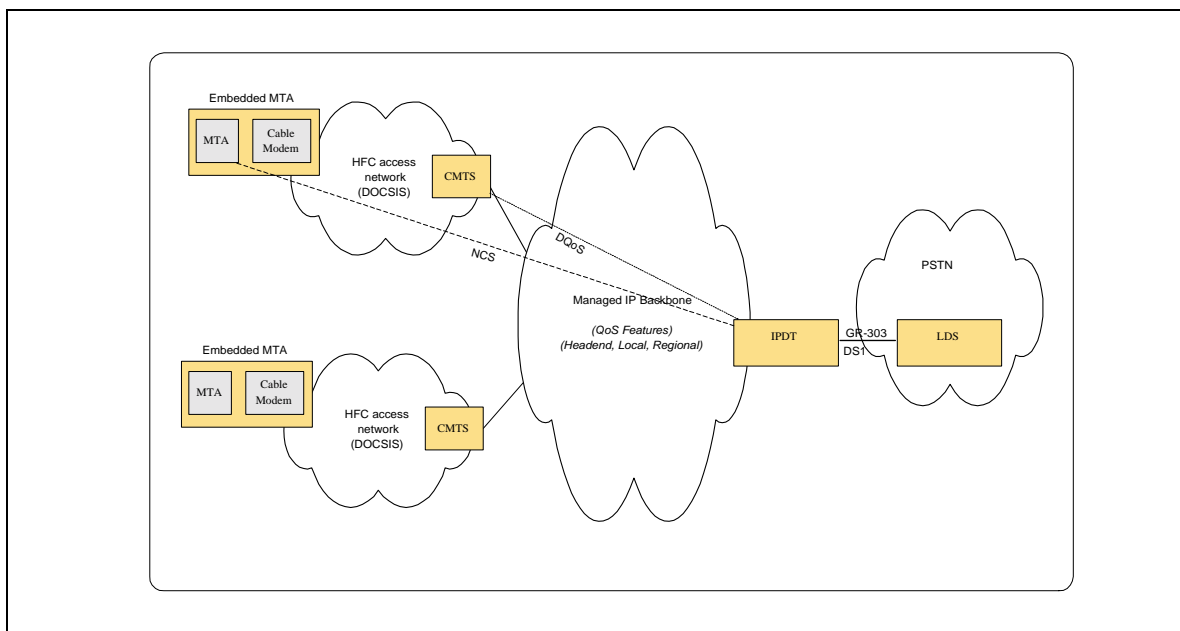 Embedded MTA
MTA
Cable
Modem
HFC access
network
(DOCSIS)
CMTS
DQoS
NCS
PSTN
Managed IP Backbone
(QoS Features)
(Headend, Local, Regional)
IPDT
GR-303
DS1
LDS
Embedded MTA
MTA
Cable
Modem
HFC access
network
(DOCSIS)
CMTS